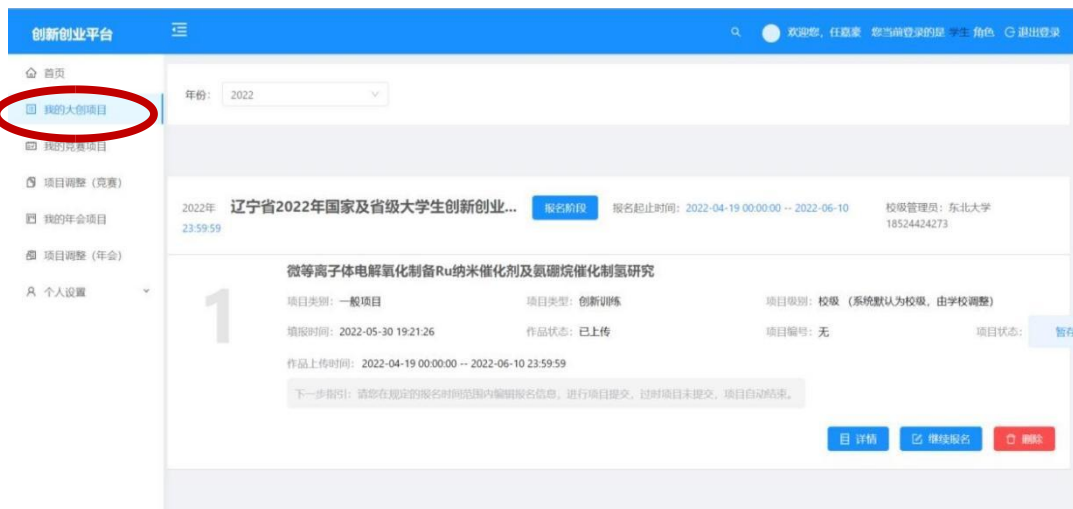 创新创业平台
欢迎您，任嘉豪 您当前登录的是 学生 角色 退出登录
首页
我的大创项目
我的竞赛项目
项目调整（竞赛）
我的年会项目
项目调整（年会）
个人设置
年份： 2022
2022年 辽宁省2022年国家及省级大学生创新创业... 报名阶段 报名起止时间：2022-04-19 00:00:00 -- 2022-06-10
23:59:59
校级管理员：东北大学
18524424273
1
微等离子体电解氧化制备Ru纳米催化剂及氨硼烷催化制氢研究
项目类别：一般项目 项目类型：创新训练 项目级别：校级 （系统默认为校级，由学校调整）
填报时间：2022-05-30 19:21:26 作品状态：已上传 项目编号：无 项目状态： 暂存
作品上传时间： 2022-04-19 00:00:00 -- 2022-06-10 23:59:59
下一步指引：请您在规定的报名时间范围内编辑报名信息，进行项目提交，过时项目未提交，项目自动结束。
详情 继续报名 删除